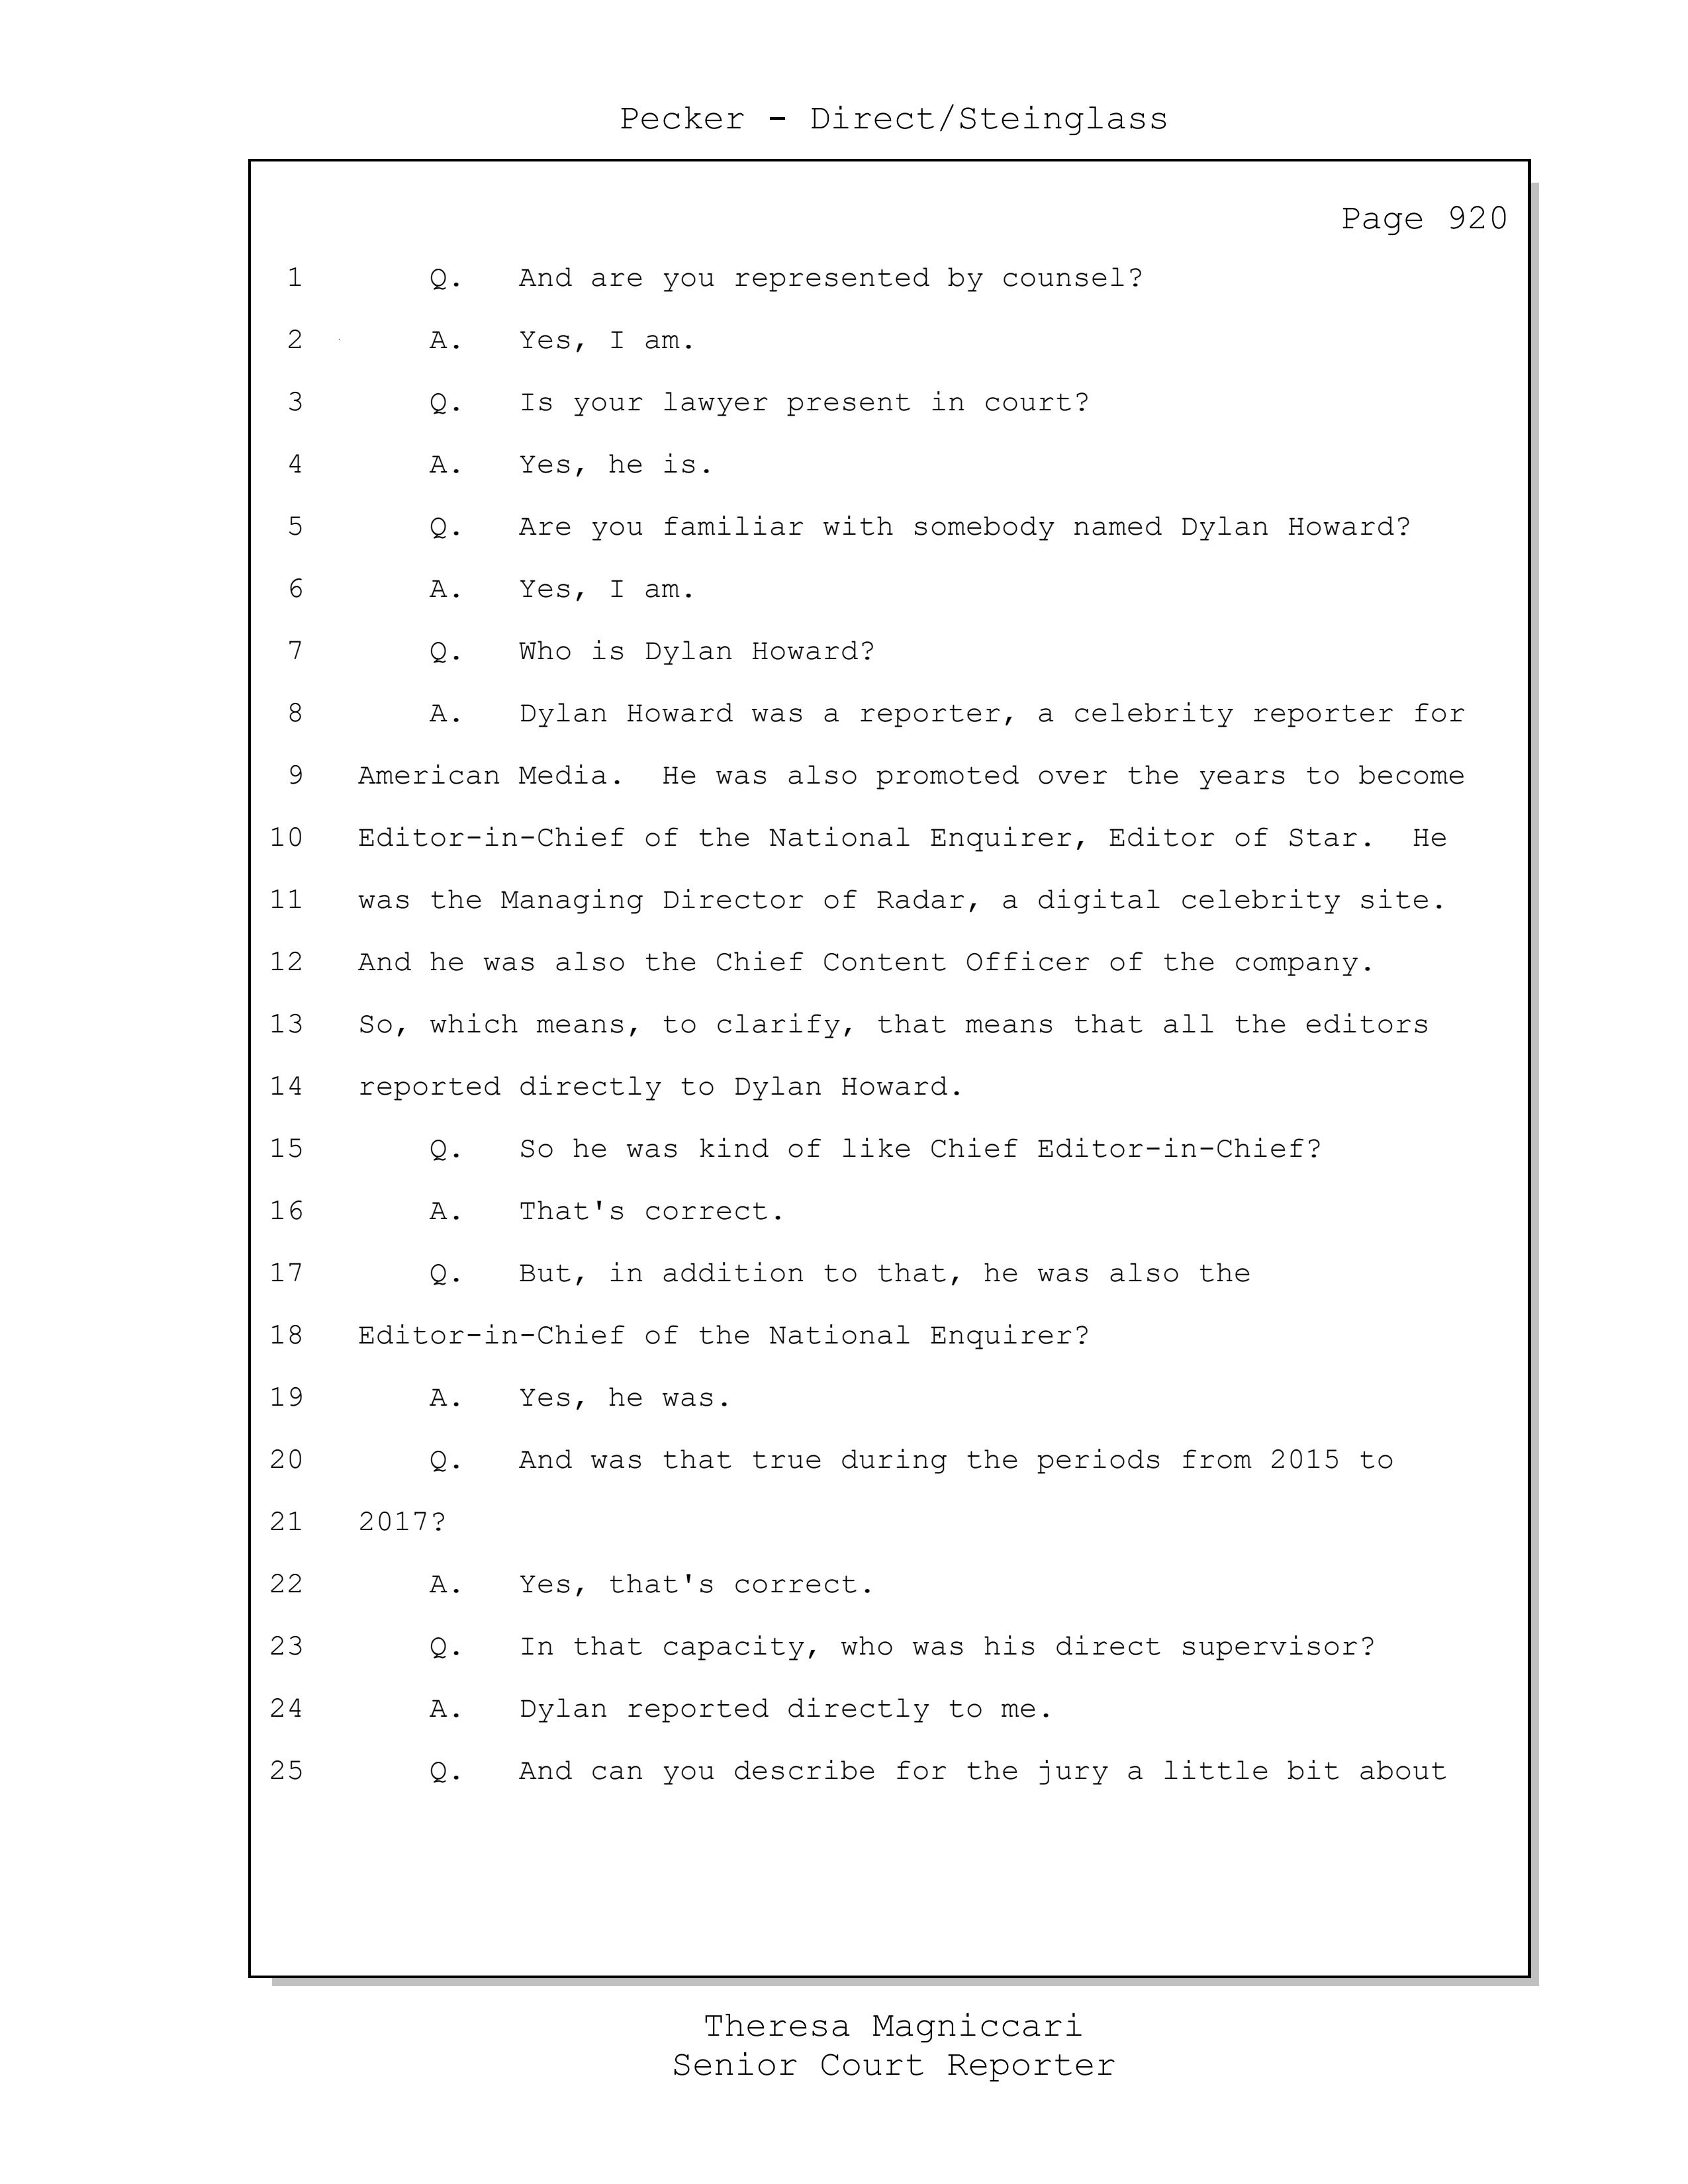 Pecker - Direct/Steinglass
Page 920
1 Q. And are you represented by counsel?
2 A. Yes, I am.
3 Q. Is your lawyer present in court?
4 A. Yes, he is.
5 Q. Are you familiar with somebody named Dylan Howard?
6 A. Yes, I am.
7 Q. Who is Dylan Howard?
8 A. Dylan Howard was a reporter, a celebrity reporter for
9 American Media. He was also promoted over the years to become
10 Editor-in-Chief of the National Enquirer, Editor of Star. He
11 was the Managing Director of Radar, a digital celebrity site.
12 And he was also the Chief Content Officer of the company.
13 So, which means, to clarify, that means that all the editors
14 reported directly to Dylan Howard.
15 Q. So he was kind of like Chief Editor-in-Chief?
16 A. That's correct.
17 Q. But, in addition to that, he was also the
18 Editor-in-Chief of the National Enquirer?
19 A. Yes, he was.
20 Q. And was that true during the periods from 2015 to
21 2017?
22 A. Yes, that's correct.
23 Q. In that capacity, who was his direct supervisor?
24 A. Dylan reported directly to me.
25 Q. And can you describe for the jury a little bit about
Theresa Magniccari
Senior Court Reporter